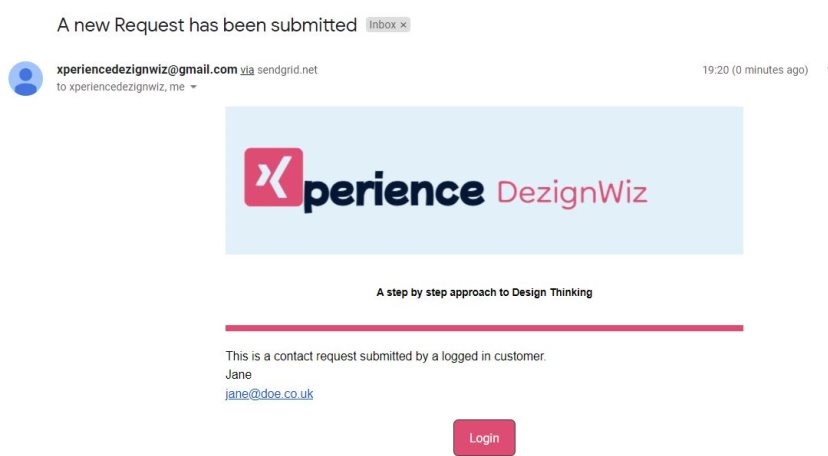 A new Request has been submitted Inbox ×
xperiencedezignwiz@gmail.com via sendgrid.net 19:20 (0 minutes ago)
to xperiencedezignwiz, me
Xperience DezignWiz
A step by step approach to Design Thinking
This is a contact request submitted by a logged in customer.
Jane
jane@doe.co.uk
Login